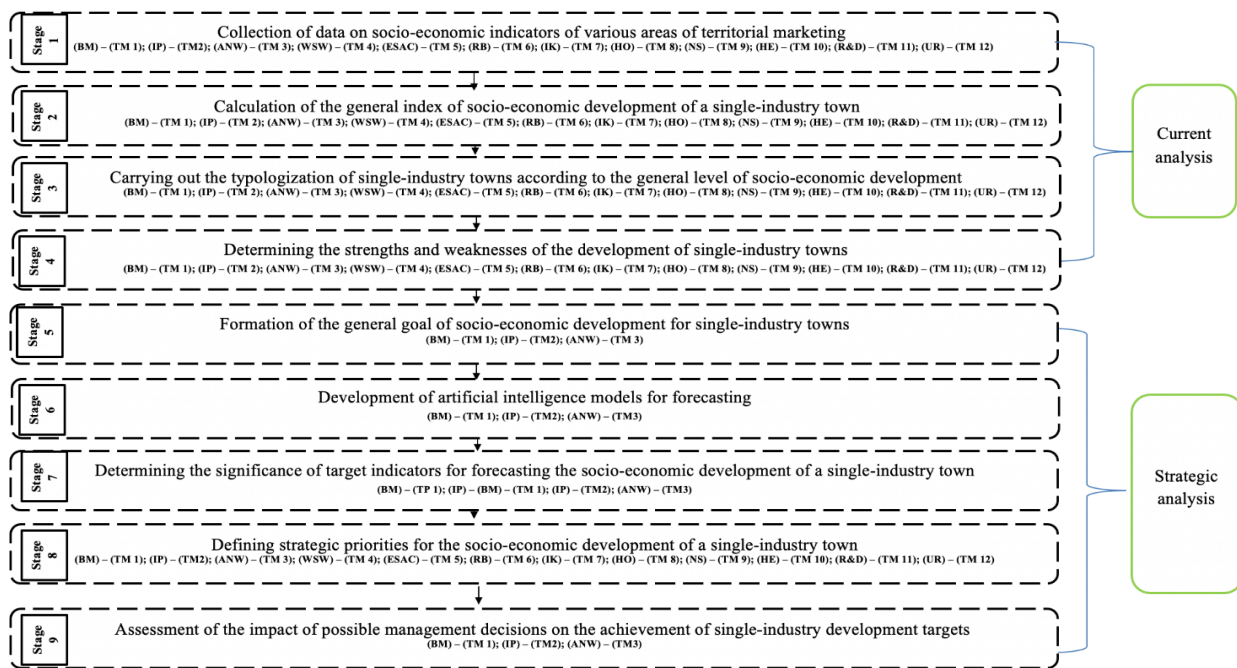 Stage 1
Collection of data on socio-economic indicators of various areas of territorial marketing
(BM) – (TM 1); (IP) – (TM2); (ANW) – (TM 3); (WSW) – (TM 4); (ESAC) – (TM 5); (RB) – (TM 6); (IK) – (TM 7); (HO) – (TM 8); (NS) – (TM 9); (HE) – (TM 10); (R&D) – (TM 11); (UR) – (TM 12)
Stage 2
Calculation of the general index of socio-economic development of a single-industry town
(BM) – (TM 1); (IP) – (TM 2); (ANW) – (TM 3); (WSW) – (TM 4); (ESAC) – (TM 5); (RB) – (TM 6); (IK) – (TM 7); (HO) – (TM 8); (NS) – (TM 9); (HE) – (TM 10); (R&D) – (TM 11); (UR) – (TM 12)
Stage 3
Carrying out the typologization of single-industry towns according to the general level of socio-economic development
(BM) – (TM 1); (IP) – (TM 2); (ANW) – (TM 3); (WSW) – (TM 4); (ESAC) – (TM 5); (RB) – (TM 6); (IK) – (TM 7); (HO) – (TM 8); (NS) – (TM 9); (HE) – (TM 10); (R&D) – (TM 11); (UR) – (TM 12)
Stage 4
Determining the strengths and weaknesses of the development of single-industry towns
(BM) – (TM 1); (IP) – (TM 2); (ANW) – (TM 3); (WSW) – (TM 4); (ESAC) – (TM 5); (RB) – (TM 6); (IK) – (TM 7); (HO) – (TM 8); (NS) – (TM 9); (HE) – (TM 10); (R&D) – (TM 11); (UR) – (TM 12)
Current
analysis
Stage 5
Formation of the general goal of socio-economic development for single-industry towns
(BM) – (TM 1); (IP) – (TM2); (ANW) – (TM 3)
Stage 6
Development of artificial intelligence models for forecasting
(BM) – (TM 1); (IP) – (TM2); (ANW) – (TM3)
Stage 7
Determining the significance of target indicators for forecasting the socio-economic development of a single-industry town
(BM) – (TP 1); (IP) – (BM) – (TM 1); (IP) – (TM2); (ANW) – (TM3)
Stage 8
Defining strategic priorities for the socio-economic development of a single-industry town
(BM) – (TM 1); (IP) – (TM2); (ANW) – (TM 3); (WSW) – (TM 4); (ESAC) – (TM 5); (RB) – (TM 6); (IK) – (TM 7); (HO) – (TM 8); (NS) – (TM 9); (HE) – (TM 10); (R&D) – (TM 11); (UR) – (TM 12)
Stage 9
Assessment of the impact of possible management decisions on the achievement of single-industry development targets
(BM) – (TM 1); (IP) – (TM2); (ANW) – (TM3)
Strategic
analysis